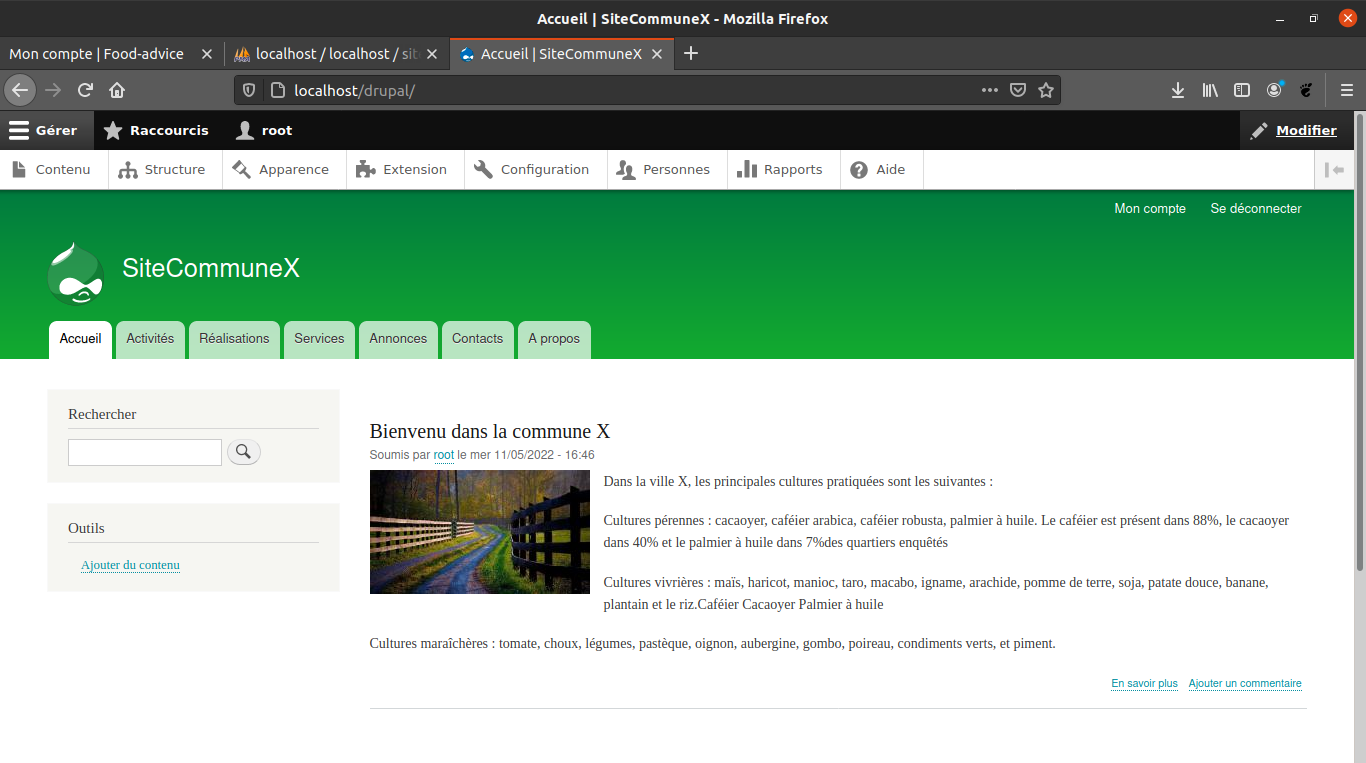 Accueil | SiteCommuneX - Mozilla Firefox
Mon compte | Food-advice
localhost / localhost / sit
Accueil | SiteCommuneX
localhost/drupal/
Gérer
Raccourcis
root
Modifier
Contenu
Structure
Apparence
Extension
Configuration
Personnes
Rapports
Aide
Mon compte
Se déconnecter
SiteCommuneX
Accueil
Activités
Réalisations
Services
Annonces
Contacts
A propos
Rechercher
Outils
Ajouter du contenu
Bienvenu dans la commune X
Soumis par root le mer 11/05/2022 - 16:46
Dans la ville X, les principales cultures pratiquées sont les suivantes :
Cultures pérennes : cacaoyer, caféier arabica, caféier robusta, palmier à huile. Le caféier est présent dans 88%, le cacaoyer
dans 40% et le palmier à huile dans 7%des quartiers enquêtés
Cultures vivrières : maïs, haricot, manioc, taro, macabo, igname, arachide, pomme de terre, soja, patate douce, banane,
plantain et le riz.Caféier Cacaoyer Palmier à huile
Cultures maraîchères : tomate, choux, légumes, pastèque, oignon, aubergine, gombo, poireau, condiments verts, et piment.
En savoir plus
Ajouter un commentaire